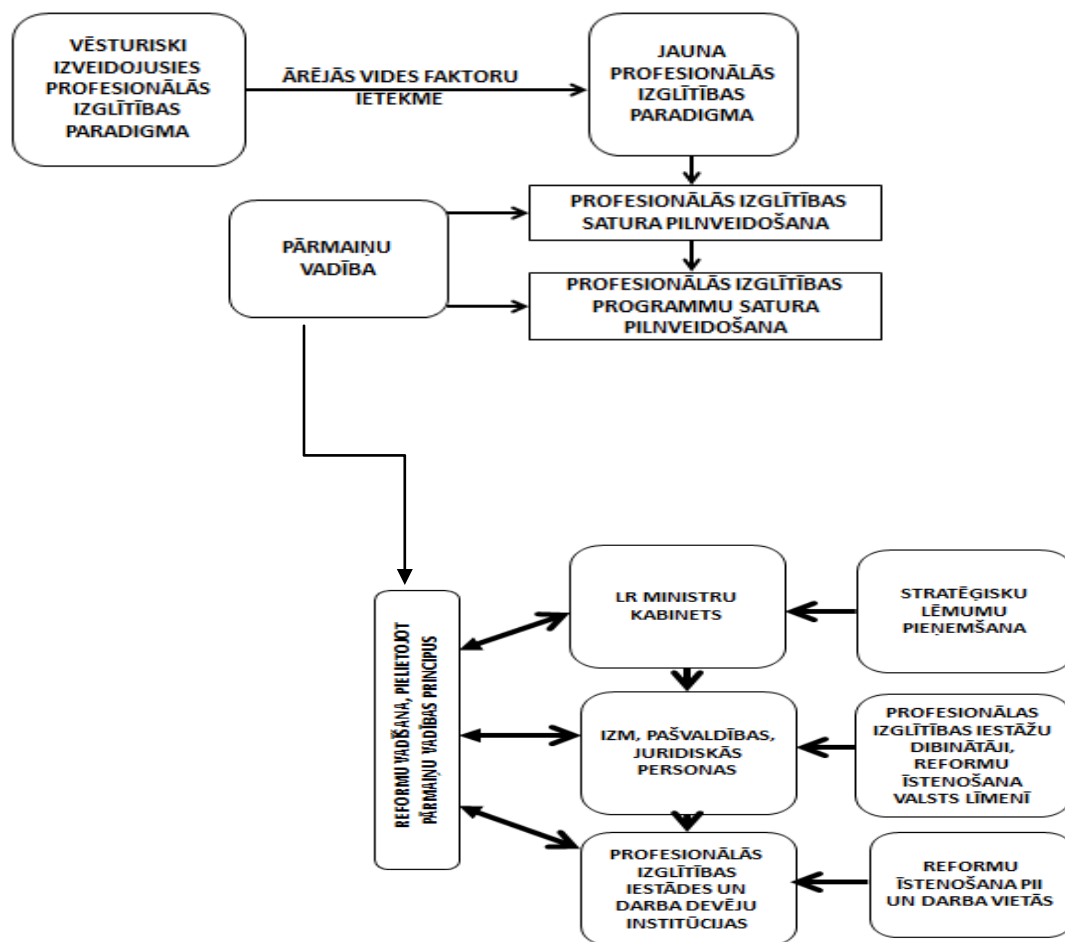 VĒSTURISKI
IZVEIDOJUSIES
PROFESIONĀLĀS
IZGLĪTĪBAS
PARADIGMA
ĀRĒJĀS VIDES FAKTORU
IETEKME
JAUNA
PROFESIONĀLĀS
IZGLĪTĪBAS
PARADIGMA
PROFESIONĀLĀS IZGLĪTĪBAS
SATURA PILNVEIDOŠANA
PĀRMAIŅU
VADĪBA
PROFESIONĀLĀS IZGLĪTĪBAS
PROGRAMMU SATURA
PILNVEIDOŠANA
REFORMU VADĪŠANA, PIELIETOJOT
PĀRMAIŅU VADĪBAS PRINCIPUS
LR MINISTRU
KABINETS
STRATĒĢISKU
LĒMUMU
PIEŅEMŠANA
IZM, PAŠVALDĪBAS,
JURIDISKĀS
PERSONAS
PROFESIONĀLAS
IZGLĪTĪBAS IESTĀŽU
DIBINĀTĀJI,
REFORMU
ĪSTENOŠANA
VALSTS LĪMENĪ
PROFESIONĀLĀS
IZGLĪTĪBAS
IESTĀDES UN
DARBA DEVĒJU
INSTITŪCIJAS
REFORMU
ĪSTENOŠANA PII
UN DARBA VIETĀS